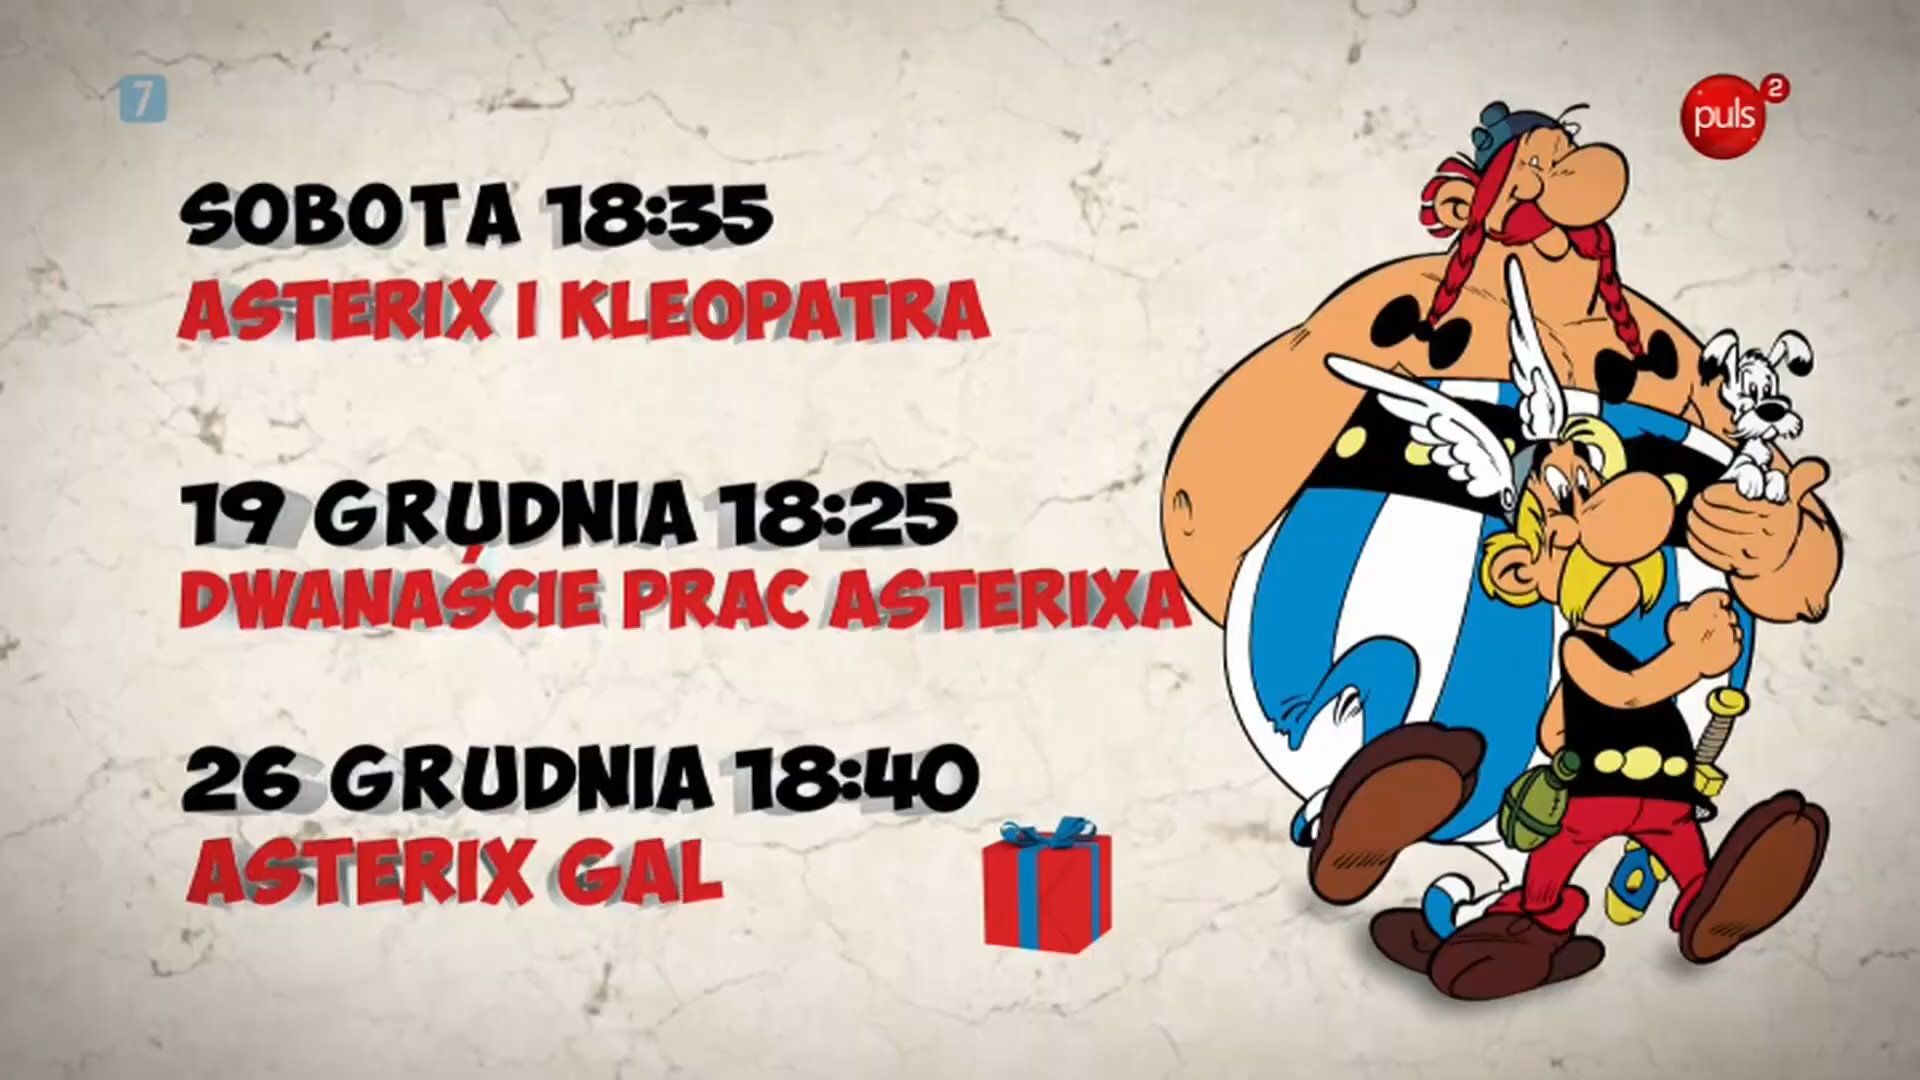 7
puls 2
SOBOTA 18:35
ASTERIX I KLEOPATRA
19 GRUDNIA 18:25
DWANAŚCIE PRAC ASTERIXA
26 GRUDNIA 18:40
ASTERIX GAL